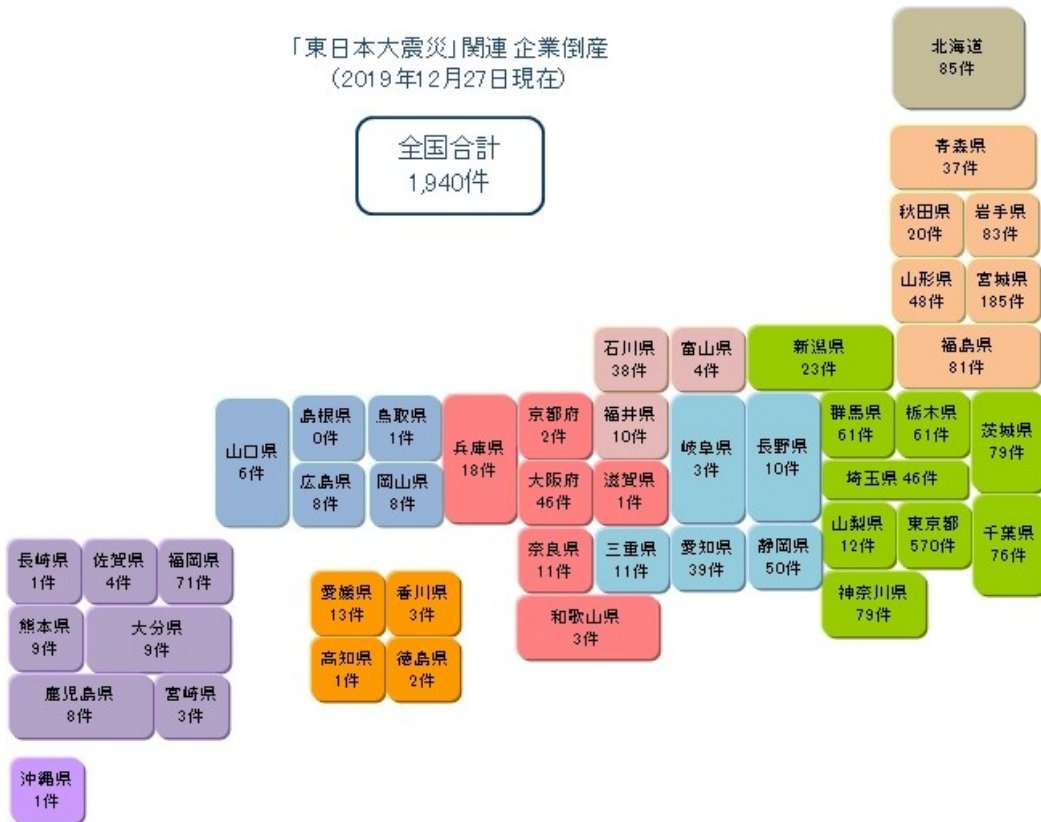 「東日本大震災」関連 企業倒産
(2019年12月27日現在)
全国合計
1,940件
北海道
85件
青森県
37件
秋田県
20件
岩手県
83件
山形県
48件
宮城県
185件
福島県
81件
石川県
38件
富山県
4件
新潟県
23件
山口県
6件
島根県
0件
鳥取県
1件
広島県
8件
岡山県
8件
兵庫県
18件
京都府
2件
大阪府
46件
福井県
10件
滋賀県
1件
岐阜県
3件
長野県
10件
群馬県
61件
栃木県
61件
茨城県
79件
埼玉県 46件
山梨県
12件
東京都
570件
千葉県
76件
神奈川県
79件
奈良県
11件
三重県
11件
愛知県
39件
静岡県
50件
和歌山県
3件
愛媛県
13件
香川県
3件
高知県
1件
徳島県
2件
長崎県
1件
佐賀県
4件
福岡県
71件
熊本県
9件
大分県
9件
鹿児島県
8件
宮崎県
3件
沖縄県
1件